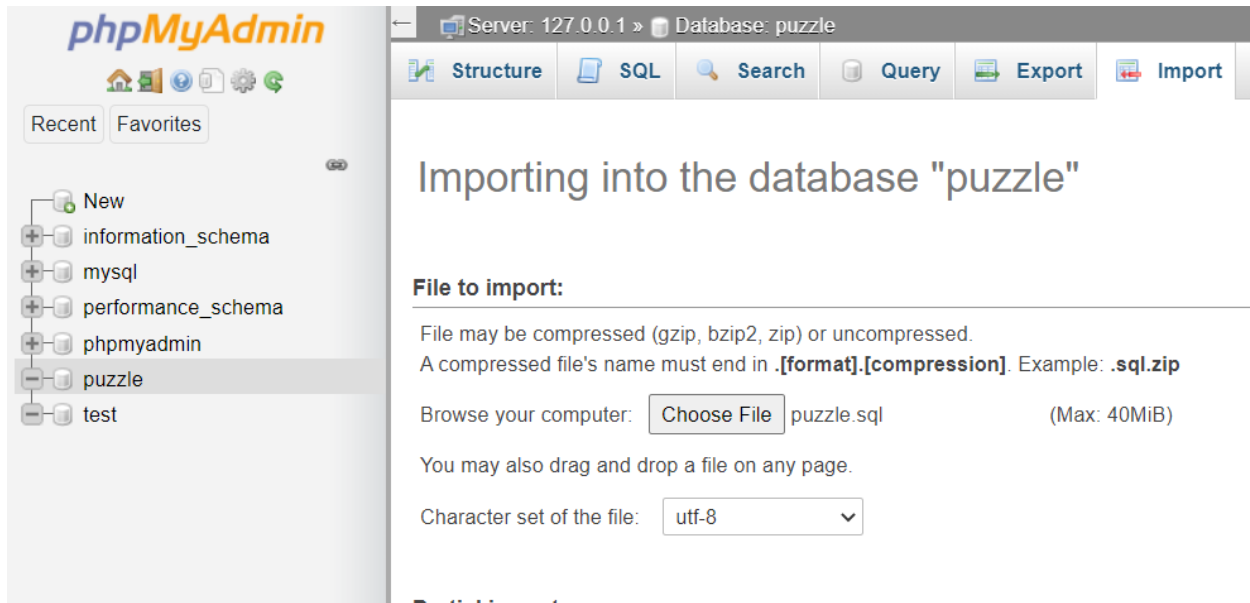 phpMyAdmin
Recent Favorites
New
information_schema
mysql
performance_schema
phpmyadmin
puzzle
test
Server: 127.0.0.1 » Database: puzzle
Structure SQL Search Query Export Import
Importing into the database "puzzle"
File to import:
File may be compressed (gzip, bzip2, zip) or uncompressed.
A compressed file's name must end in .[format].[compression]. Example: .sql.zip
Browse your computer: Choose File puzzle.sql (Max: 40MiB)
You may also drag and drop a file on any page.
Character set of the file: utf-8